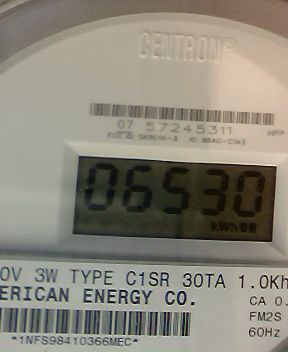 CENTRON®
07 57245311
HPP
06530
kWh
0V 3W TYPE C1SR 30TA 1.0Kh
ERICAN ENERGY CO.
CA 0.
FM2S
60Hz
*1NFS98410366MEC*